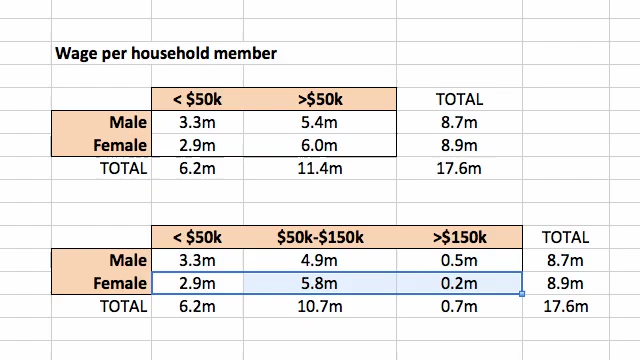 Wage per household member
< $50k >$50k TOTAL
Male 3.3m 5.4m 8.7m
Female 2.9m 6.0m 8.9m
TOTAL 6.2m 11.4m 17.6m
< $50k $50k-$150k >$150k TOTAL
Male 3.3m 4.9m 0.5m 8.7m
Female 2.9m 5.8m 0.2m 8.9m
TOTAL 6.2m 10.7m 0.7m 17.6m